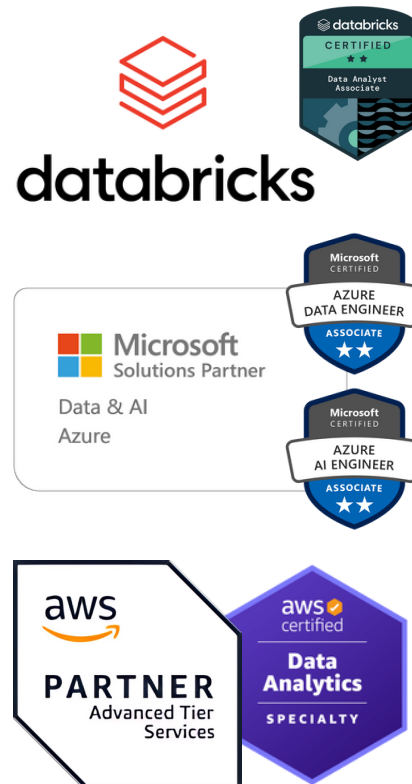 databricks
CERTIFIED
Data Analyst
Associate
databricks
Microsoft
CERTIFIED
AZURE
DATA ENGINEER
ASSOCIATE
Microsoft
Solutions Partner
Data & AI
Azure
Microsoft
CERTIFIED
AZURE
AI ENGINEER
ASSOCIATE
aws
PARTNER
Advanced Tier
Services
aws
certified
Data
Analytics
SPECIALTY